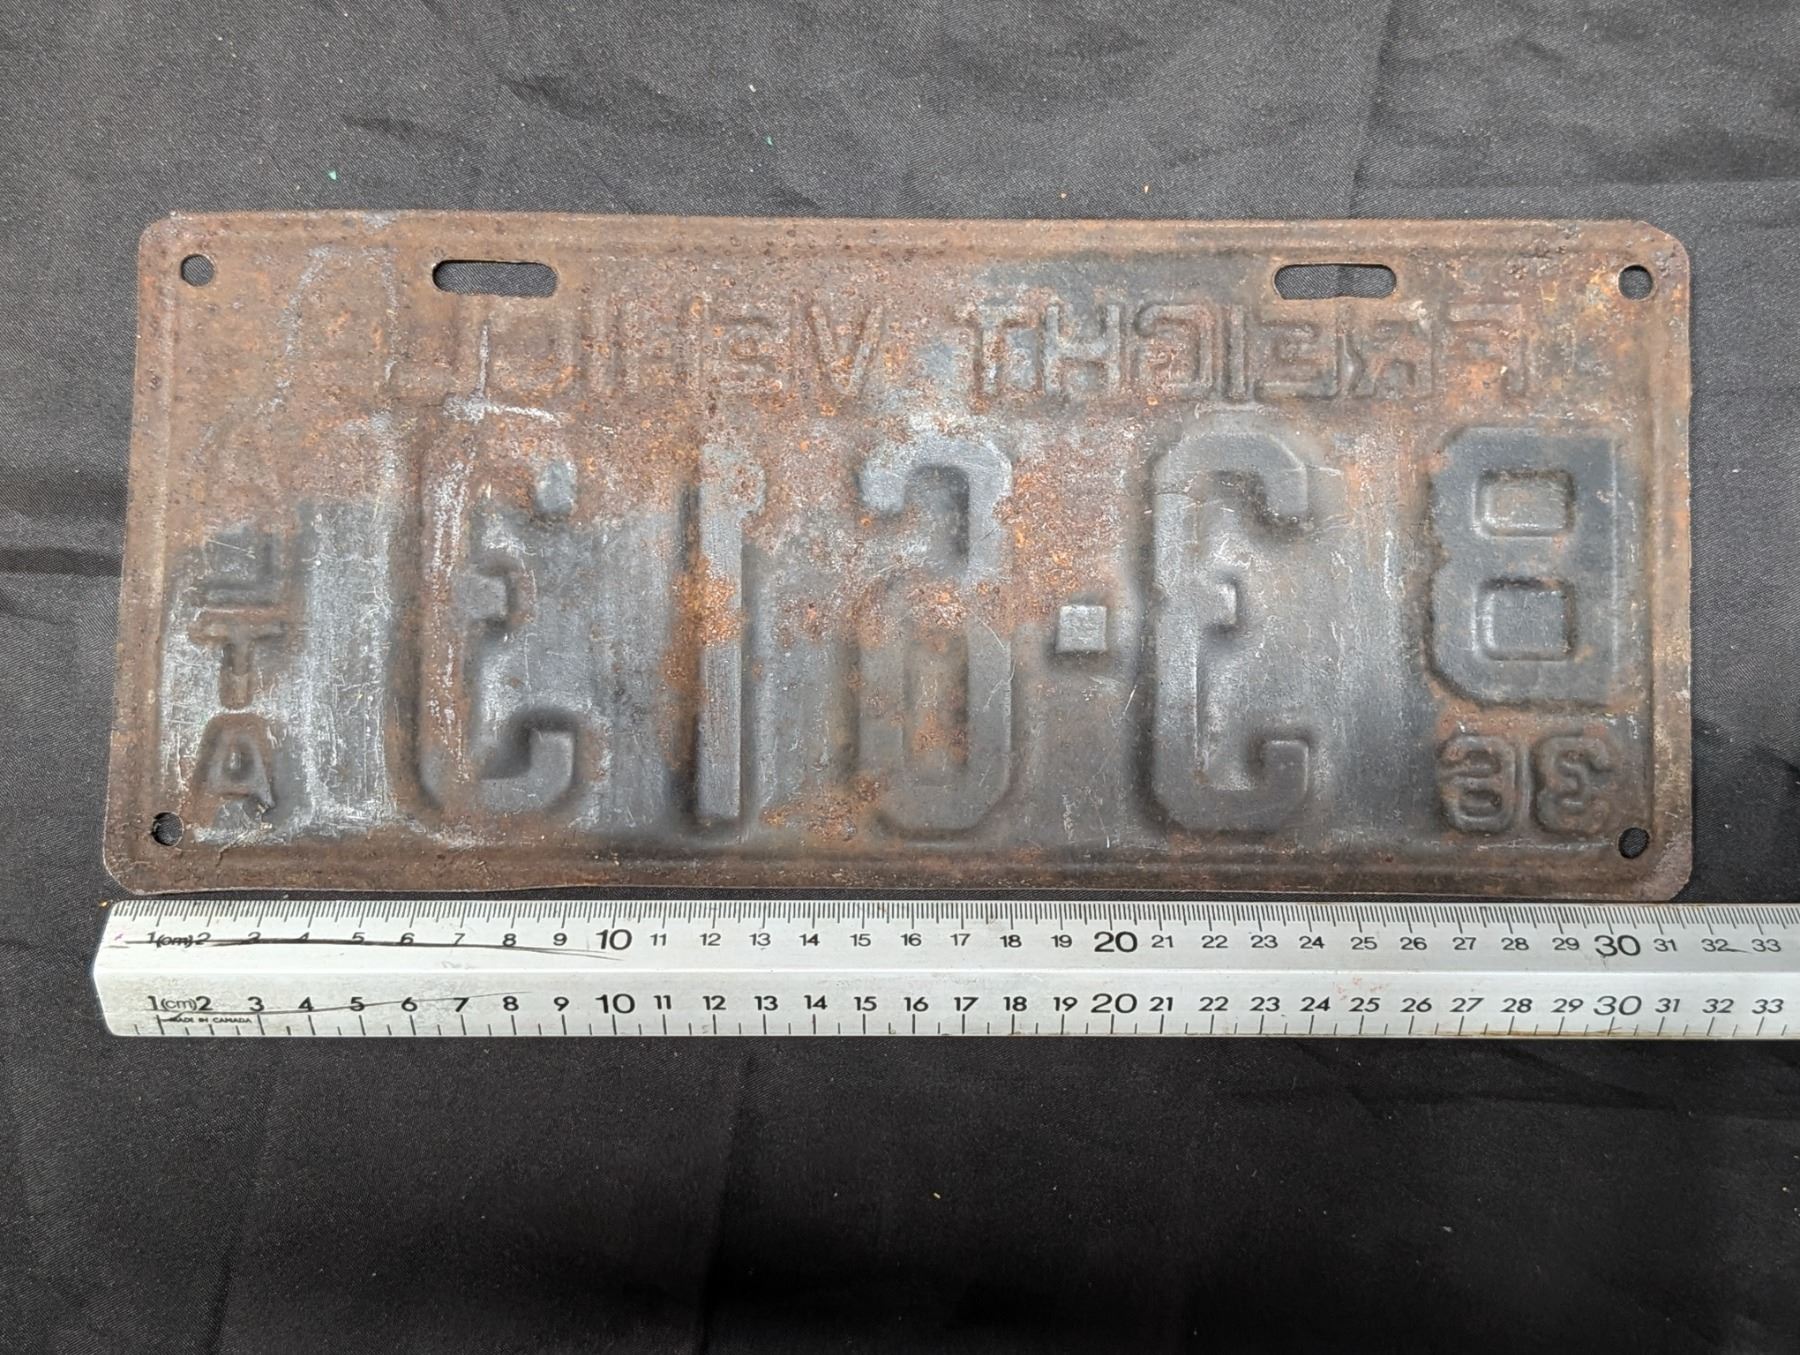 FREIGHT VEHICLE
B3-613
36
ALTA
1(cm) 2 3 4 5 6 7 8 9 10 11 12 13 14 15 16 17 18 19 20 21 22 23 24 25 26 27 28 29 30 31 32 33
1(cm) 2 3 4 5 6 7 8 9 10 11 12 13 14 15 16 17 18 19 20 21 22 23 24 25 26 27 28 29 30 31 32 33
MADE IN CANADA